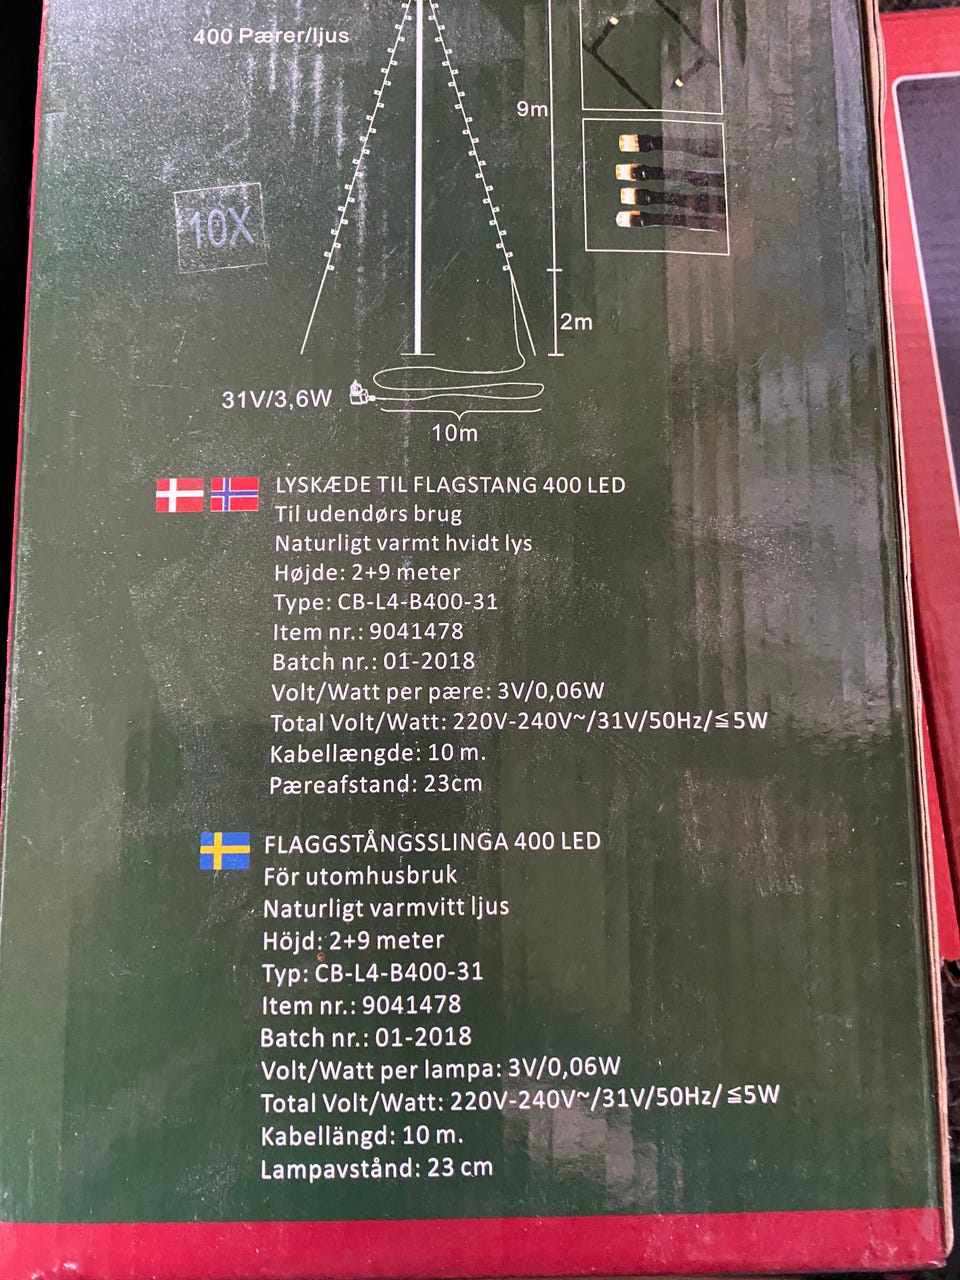 400 Pærer/ljus
9m
10X
2m
31V/3,6W
10m
LYSKÆDE TIL FLAGSTANG 400 LED
Til udendørs brug
Naturligt varmt hvidt lys
Højde: 2+9 meter
Type: CB-L4-B400-31
Item nr.: 9041478
Batch nr.: 01-2018
Volt/Watt per pære: 3V/0,06W
Total Volt/Watt: 220V-240V~/31V/50Hz/≦5W
Kabellængde: 10 m.
Pæreafstand: 23cm
FLAGGSTÅNGSSLINGA 400 LED
För utomhusbruk
Naturligt varmvitt ljus
Höjd: 2+9 meter
Typ: CB-L4-B400-31
Item nr.: 9041478
Batch nr.: 01-2018
Volt/Watt per lampa: 3V/0,06W
Total Volt/Watt: 220V-240V~/31V/50Hz/≦5W
Kabellängd: 10 m.
Lampavstånd: 23 cm